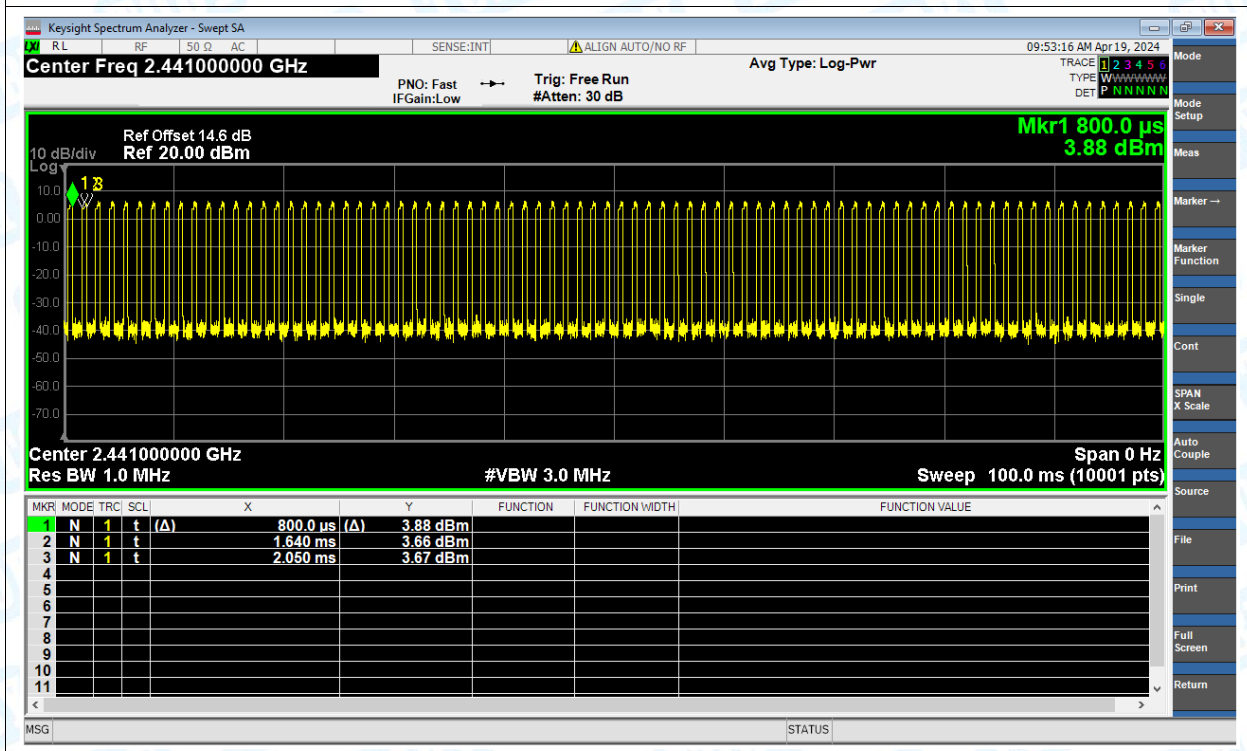 Keysight Spectrum Analyzer - Swept SA
LXI RL RF 50 Ω AC SENSE:INT ALIGN AUTO/NO RF 09:53:16 AM Apr 19, 2024
Center Freq 2.441000000 GHz
PNO: Fast
IFGain:Low
Trig: Free Run
#Atten: 30 dB
Avg Type: Log-Pwr
TRACE 1 2 3 4 5 6
TYPE WWWWWWW
DET P N N N N N
Mkr1 800.0 µs
3.88 dBm
Ref Offset 14.6 dB
10 dB/div Ref 20.00 dBm
Log
10.0
0.00
-10.0
-20.0
-30.0
-40.0
-50.0
-60.0
-70.0
1 2 3
Center 2.441000000 GHz Span 0 Hz
Res BW 1.0 MHz #VBW 3.0 MHz Sweep 100.0 ms (10001 pts)
MKR MODE TRC SCL X Y FUNCTION FUNCTION WIDTH FUNCTION VALUE
1 N 1 t (Δ) 800.0 µs (Δ) 3.88 dBm
2 N 1 t 1.640 ms 3.66 dBm
3 N 1 t 2.050 ms 3.67 dBm
4
5
6
7
8
9
10
11
MSG STATUS
Mode
Mode
Setup
Meas
Marker →
Marker
Function
Single
Cont
SPAN
X Scale
Auto
Couple
Source
File
Print
Full
Screen
Return